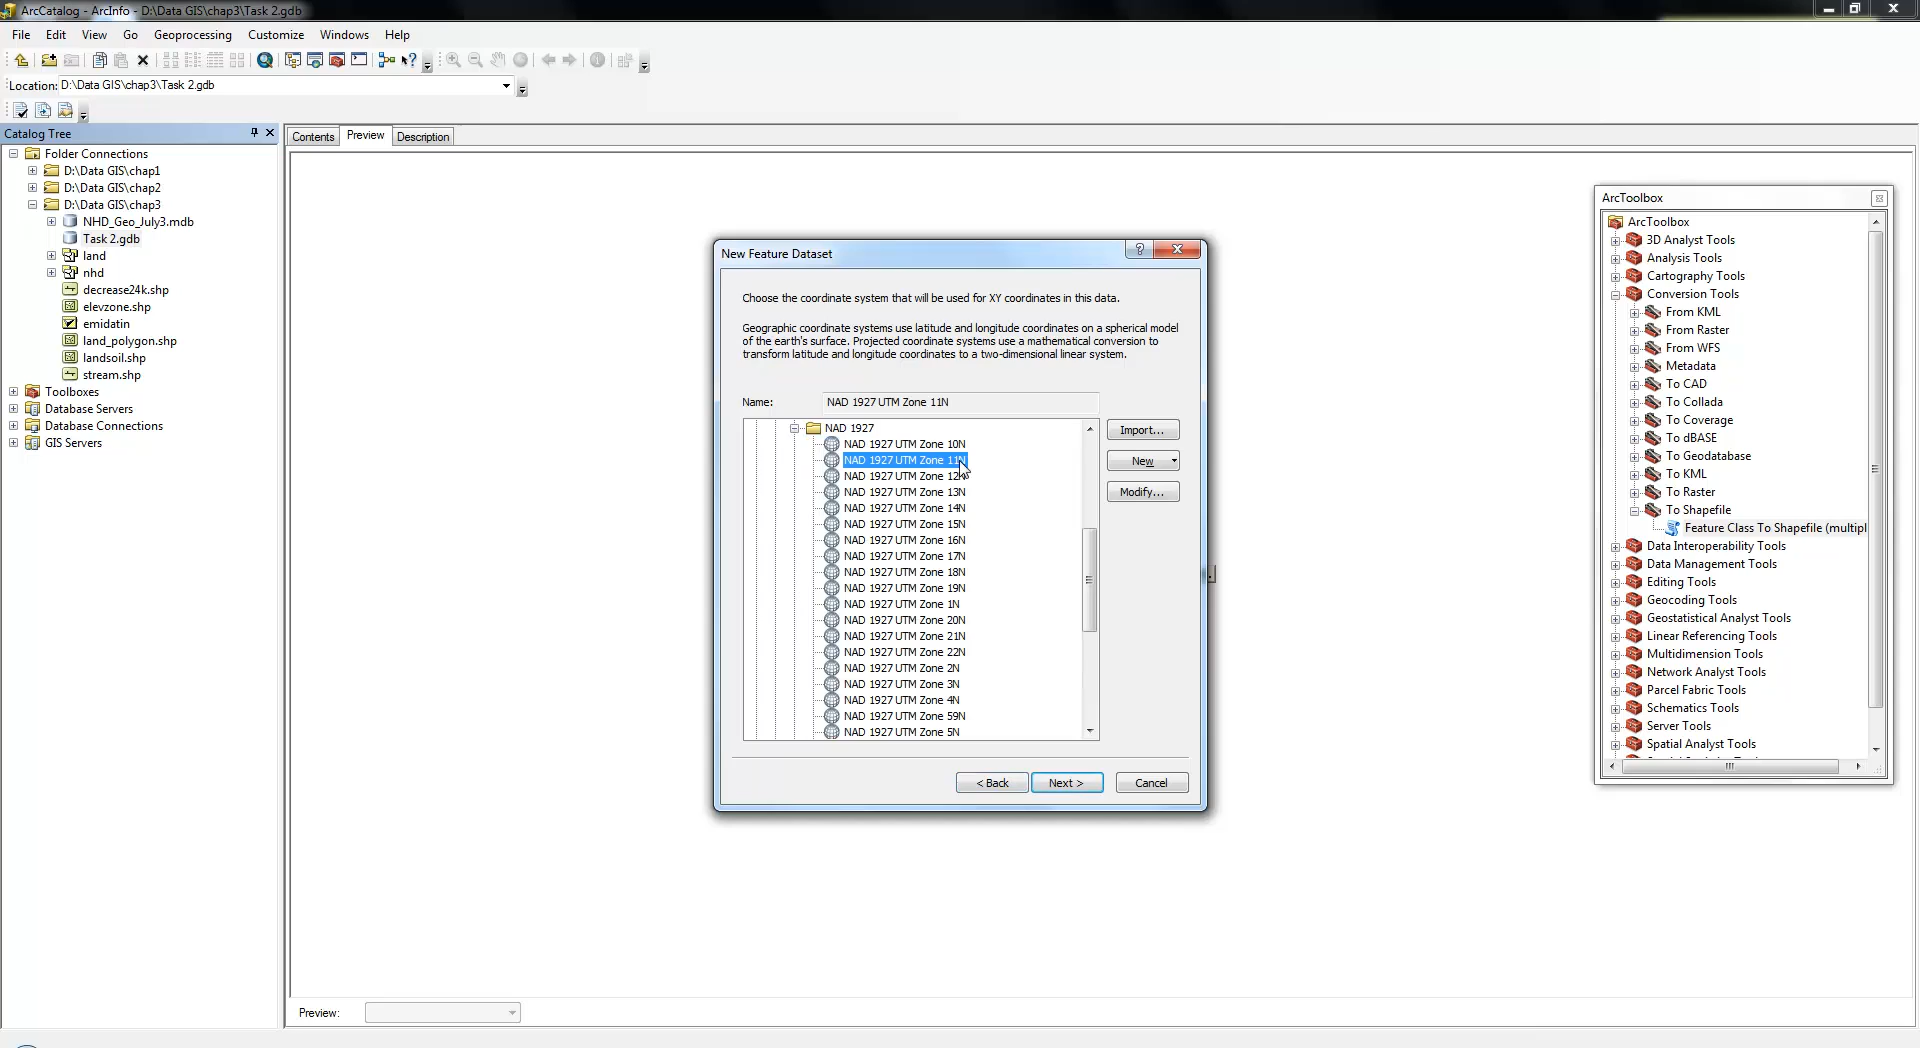 ArcCatalog - ArcInfo - D:\Data GIS\chap3\Task 2.gdb
File Edit View Go Geoprocessing Customize Windows Help
Location: D:\Data GIS\chap3\Task 2.gdb
Catalog Tree
Folder Connections
D:\Data GIS\chap1
D:\Data GIS\chap2
D:\Data GIS\chap3
NHD_Geo_July3.mdb
Task 2.gdb
land
nhd
decrease24k.shp
elevzone.shp
emidatin
land_polygon.shp
landsoil.shp
stream.shp
Toolboxes
Database Servers
Database Connections
GIS Servers
Contents Preview Description
New Feature Dataset
Choose the coordinate system that will be used for XY coordinates in this data.
Geographic coordinate systems use latitude and longitude coordinates on a spherical model
of the earth's surface. Projected coordinate systems use a mathematical conversion to
transform latitude and longitude coordinates to a two-dimensional linear system.
Name: NAD 1927 UTM Zone 11N
NAD 1927
NAD 1927 UTM Zone 10N
NAD 1927 UTM Zone 11N
NAD 1927 UTM Zone 12N
NAD 1927 UTM Zone 13N
NAD 1927 UTM Zone 14N
NAD 1927 UTM Zone 15N
NAD 1927 UTM Zone 16N
NAD 1927 UTM Zone 17N
NAD 1927 UTM Zone 18N
NAD 1927 UTM Zone 19N
NAD 1927 UTM Zone 1N
NAD 1927 UTM Zone 20N
NAD 1927 UTM Zone 21N
NAD 1927 UTM Zone 22N
NAD 1927 UTM Zone 2N
NAD 1927 UTM Zone 3N
NAD 1927 UTM Zone 4N
NAD 1927 UTM Zone 59N
NAD 1927 UTM Zone 5N
Import...
New
Modify...
< Back Next > Cancel
ArcToolbox
ArcToolbox
3D Analyst Tools
Analysis Tools
Cartography Tools
Conversion Tools
From KML
From Raster
From WFS
Metadata
To CAD
To Collada
To Coverage
To dBASE
To Geodatabase
To KML
To Raster
To Shapefile
Feature Class To Shapefile (multipl
Data Interoperability Tools
Data Management Tools
Editing Tools
Geocoding Tools
Geostatistical Analyst Tools
Linear Referencing Tools
Multidimension Tools
Network Analyst Tools
Parcel Fabric Tools
Schematics Tools
Server Tools
Spatial Analyst Tools
Preview: